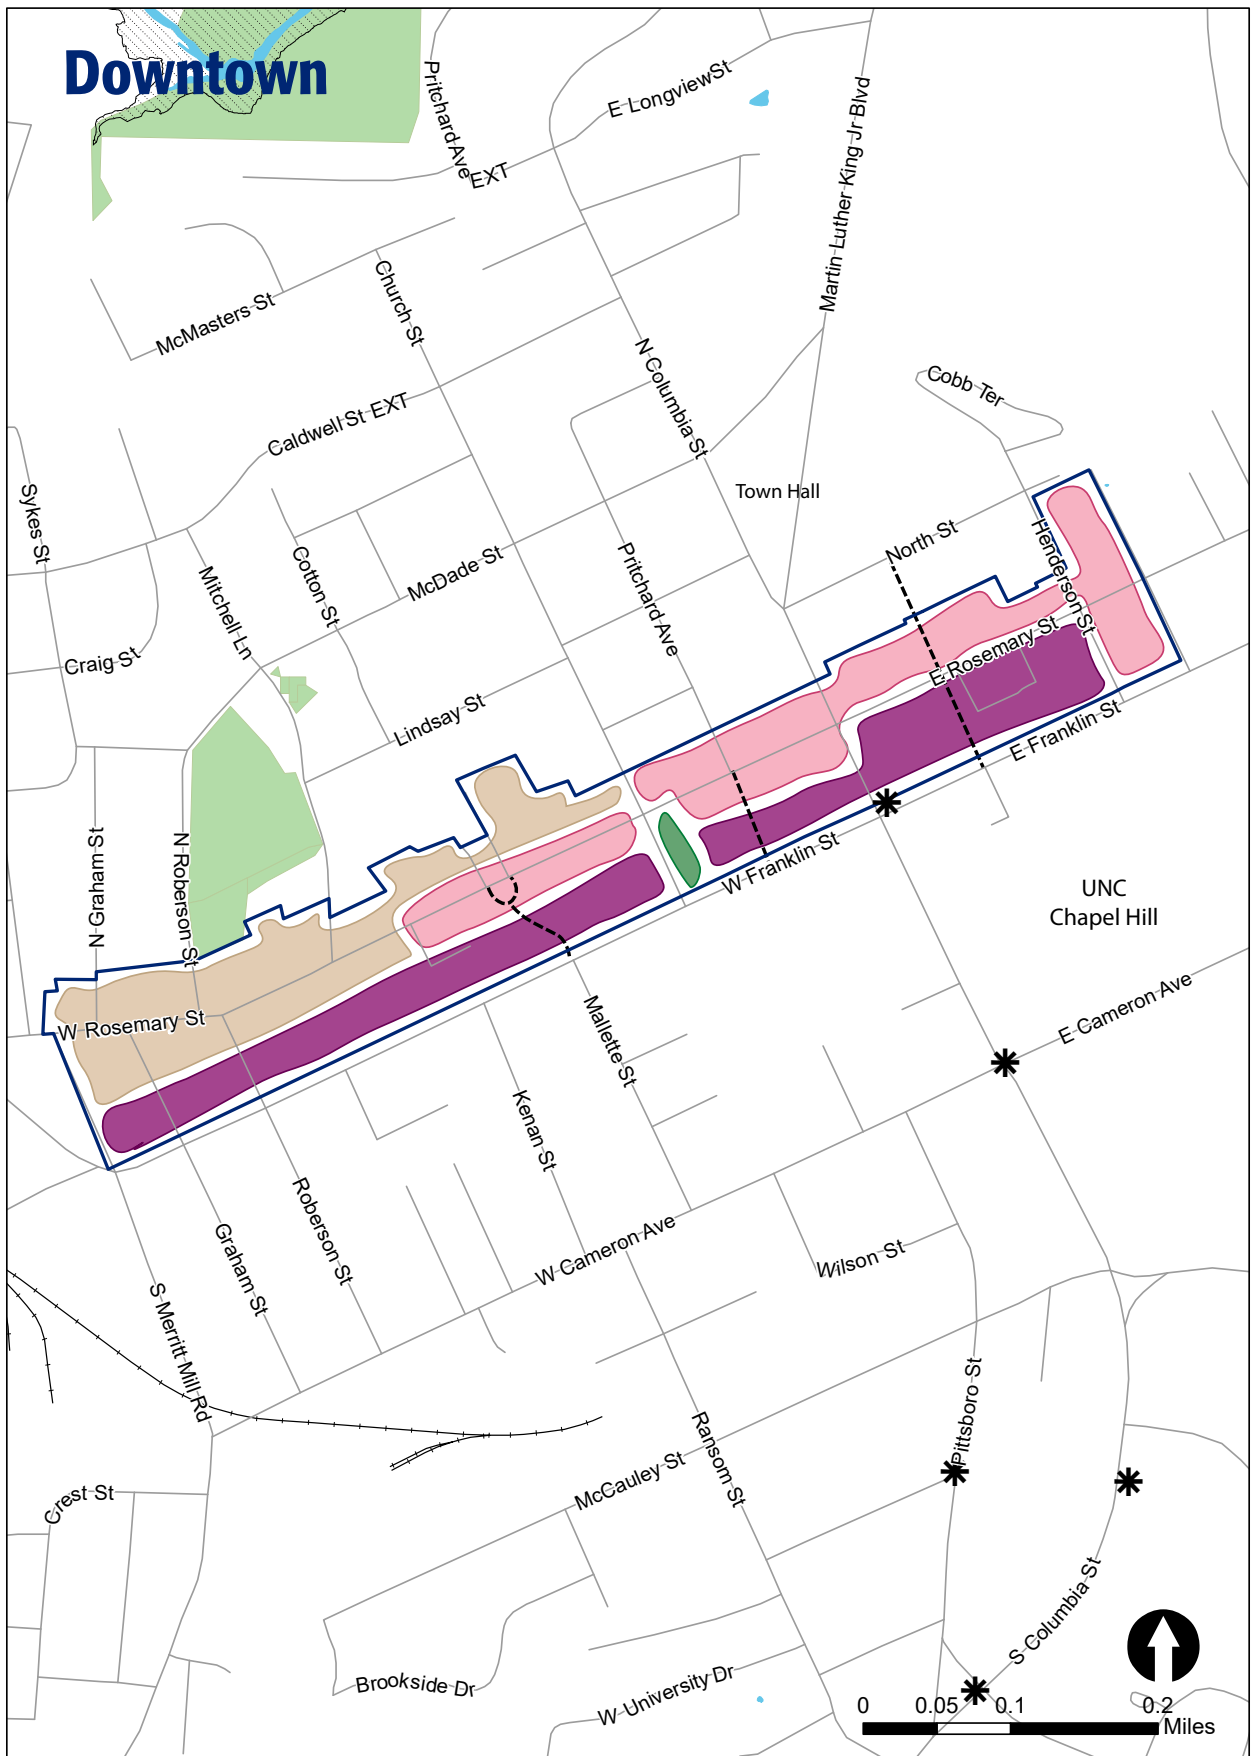 Downtown
Pritchard Ave
EXT
E LongviewSt
Martin Luther King Jr Blvd
McMasters St
Church St
N Columbia St
Cobb Ter
Caldwell St EXT
Town Hall
Sykes St
North St
Henderson St
McDade St
Cotton St
Mitchell Ln
Pritchard Ave
Craig St
E Rosemary St
Lindsay St
E Franklin St
N Graham St
N Roberson St
W Franklin St
UNC
Chapel Hill
W Rosemary St
E Cameron Ave
Mallette St
Kenan St
Roberson St
Graham St
W Cameron Ave
Wilson St
S Merritt Mill Rd
Pittsboro St
Ransom St
McCauley St
Crest St
S Columbia St
Brookside Dr
W University Dr
0 0.05 0.1 0.2
Miles